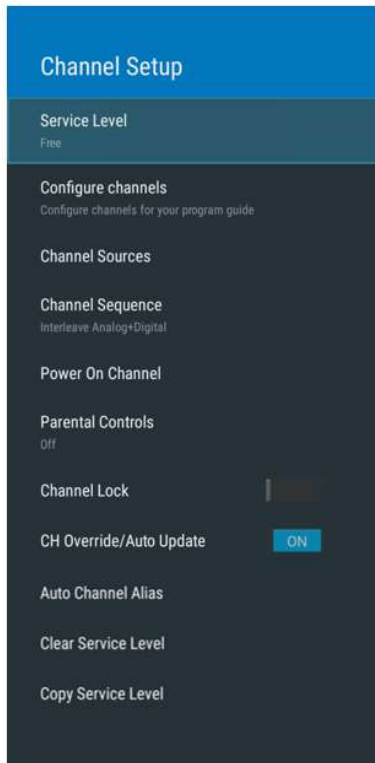 Channel Setup
Service Level
Free
Configure channels
Configure channels for your program guide
Channel Sources
Channel Sequence
Interleave Analog+Digital
Power On Channel
Parental Controls
Off
Channel Lock
CH Override/Auto Update ON
Auto Channel Alias
Clear Service Level
Copy Service Level